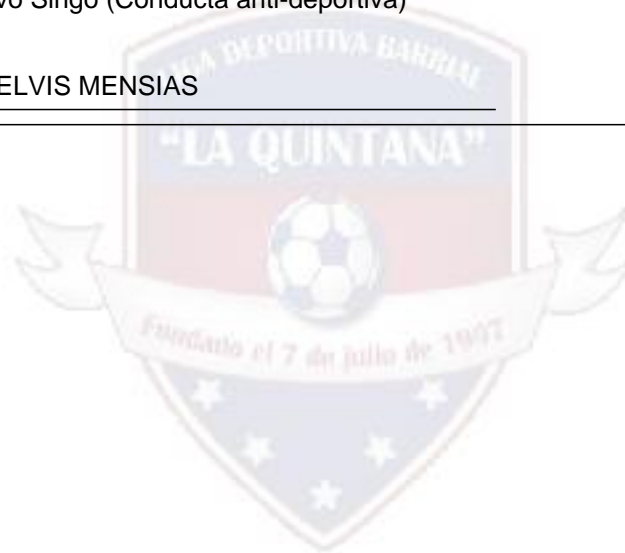 vo Singo (Conducta anti-deportiva)
ELVIS MENSIAS
LIGA DEPORTIVA BARRIAL
"LA QUINTANA"
Fundado el 7 de julio de 1997